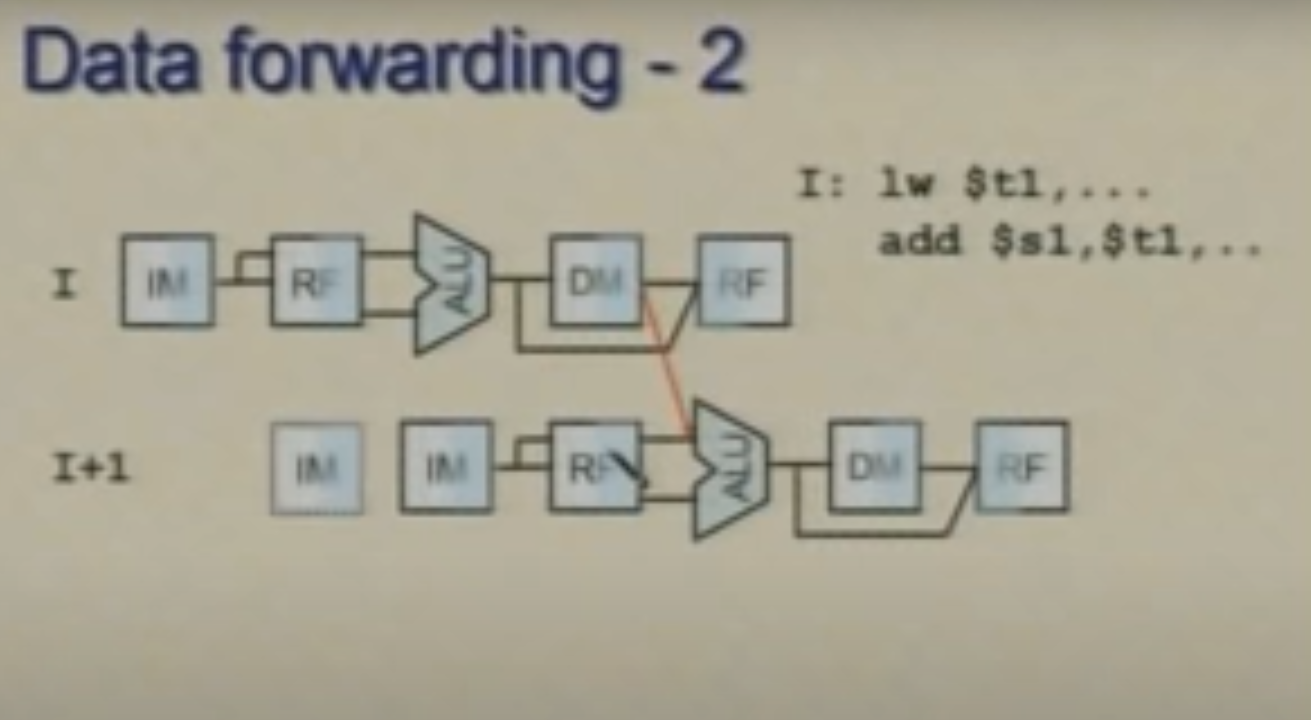 Data forwarding - 2
I: lw $t1,...
add $s1,$t1,..
I IM RF ALU DM RF
I+1 IM IM RF ALU DM RF